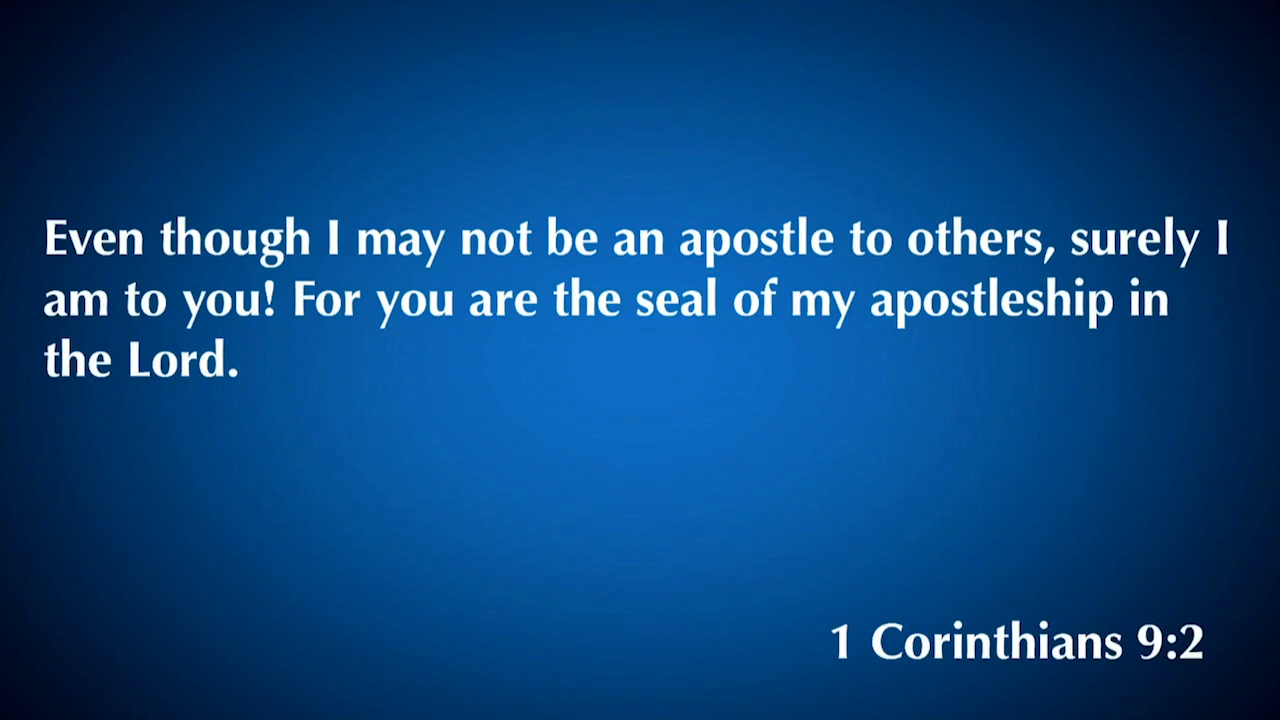 Even though I may not be an apostle to others, surely I
am to you! For you are the seal of my apostleship in
the Lord.
1 Corinthians 9:2